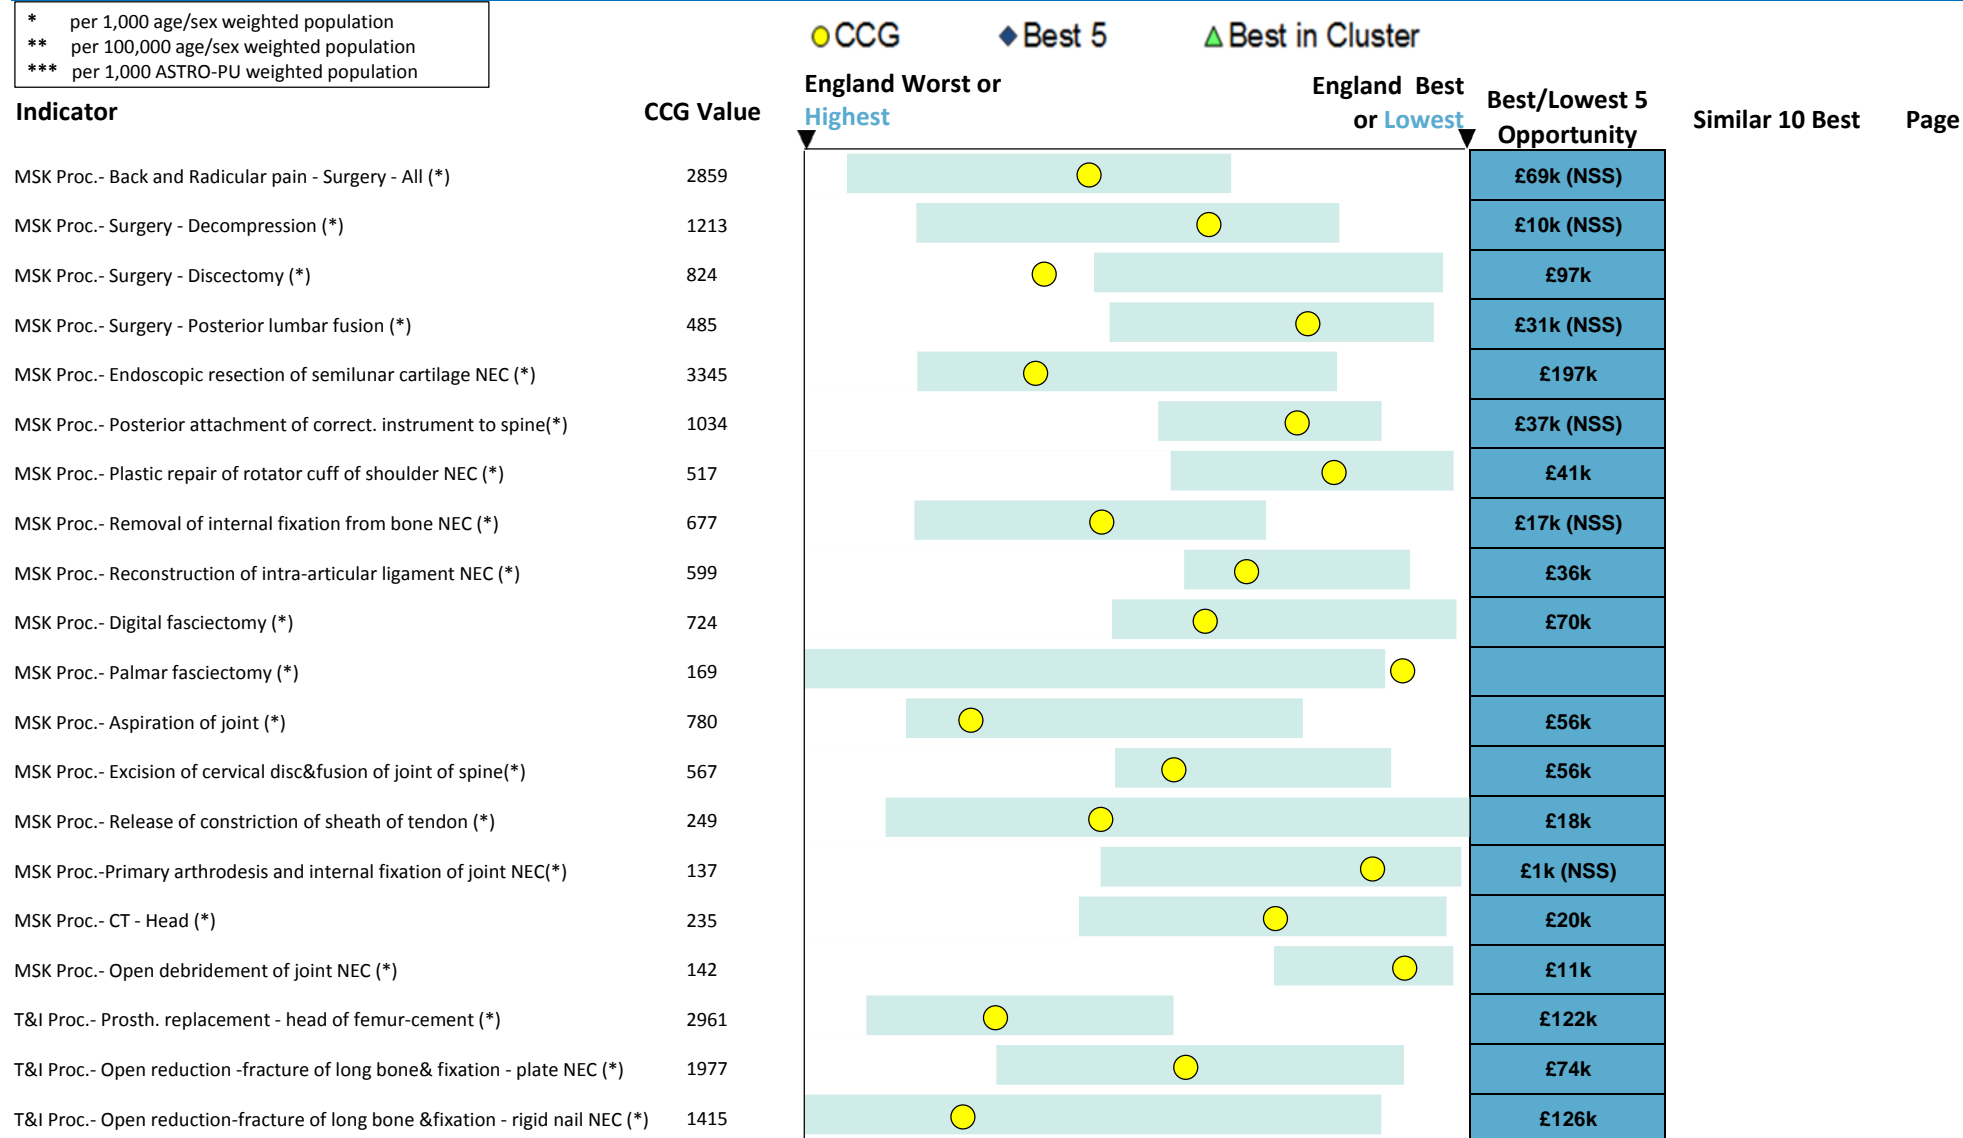 * per 1,000 age/sex weighted population
** per 100,000 age/sex weighted population
*** per 1,000 ASTRO-PU weighted population
CCG Best 5 Best in Cluster
Indicator CCG Value England Worst or Highest England Best or Lowest Best/Lowest 5 Opportunity Similar 10 Best Page
MSK Proc.- Back and Radicular pain - Surgery - All (*) 2859 £69k (NSS)
MSK Proc.- Surgery - Decompression (*) 1213 £10k (NSS)
MSK Proc.- Surgery - Discectomy (*) 824 £97k
MSK Proc.- Surgery - Posterior lumbar fusion (*) 485 £31k (NSS)
MSK Proc.- Endoscopic resection of semilunar cartilage NEC (*) 3345 £197k
MSK Proc.- Posterior attachment of correct. instrument to spine(*) 1034 £37k (NSS)
MSK Proc.- Plastic repair of rotator cuff of shoulder NEC (*) 517 £41k
MSK Proc.- Removal of internal fixation from bone NEC (*) 677 £17k (NSS)
MSK Proc.- Reconstruction of intra-articular ligament NEC (*) 599 £36k
MSK Proc.- Digital fasciectomy (*) 724 £70k
MSK Proc.- Palmar fasciectomy (*) 169
MSK Proc.- Aspiration of joint (*) 780 £56k
MSK Proc.- Excision of cervical disc&fusion of joint of spine(*) 567 £56k
MSK Proc.- Release of constriction of sheath of tendon (*) 249 £18k
MSK Proc.-Primary arthrodesis and internal fixation of joint NEC(*) 137 £1k (NSS)
MSK Proc.- CT - Head (*) 235 £20k
MSK Proc.- Open debridement of joint NEC (*) 142 £11k
T&I Proc.- Prosth. replacement - head of femur-cement (*) 2961 £122k
T&I Proc.- Open reduction -fracture of long bone& fixation - plate NEC (*) 1977 £74k
T&I Proc.- Open reduction-fracture of long bone &fixation - rigid nail NEC (*) 1415 £126k